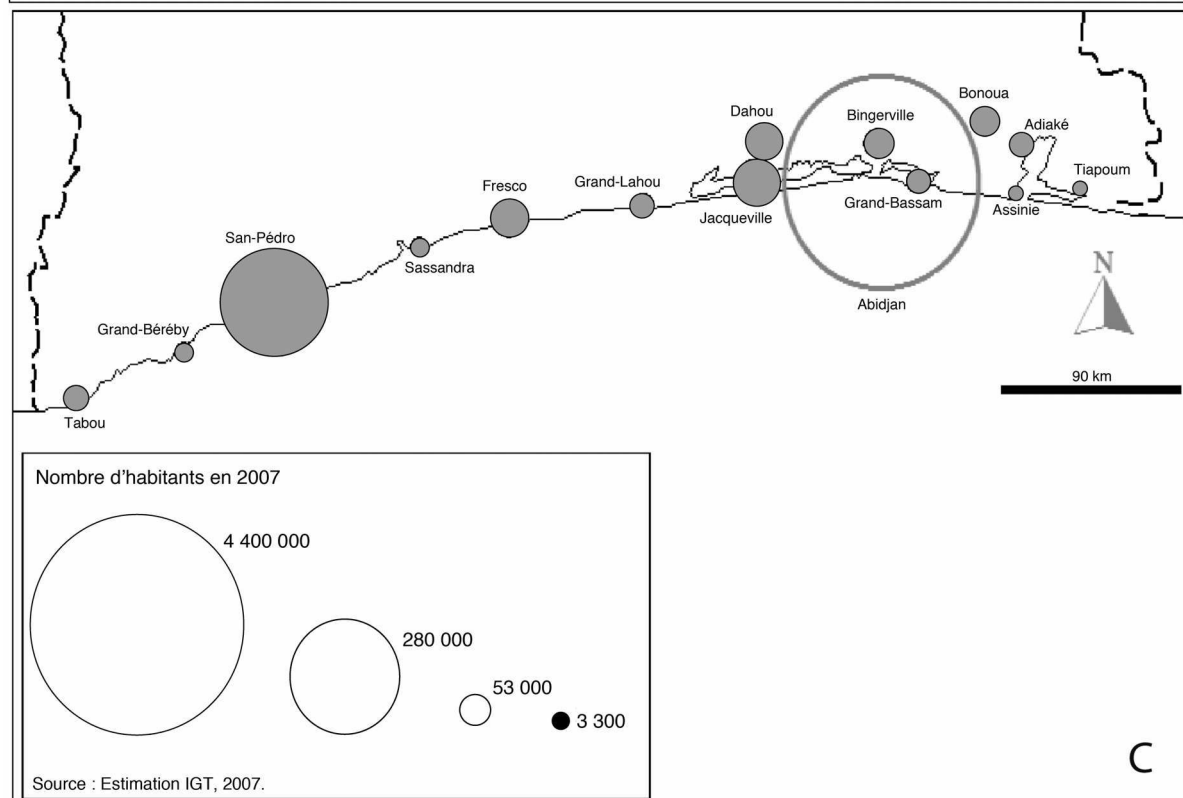 Bonoua
Dahou
Bingerville
Adiaké
Tiapoum
Fresco
Grand-Lahou
Jacqueville
Grand-Bassam
Assinie
San-Pédro
Sassandra
N
Abidjan
Grand-Béréby
90 km
Tabou
Nombre d'habitants en 2007
4 400 000
280 000
53 000
3 300
Source : Estimation IGT, 2007.
C